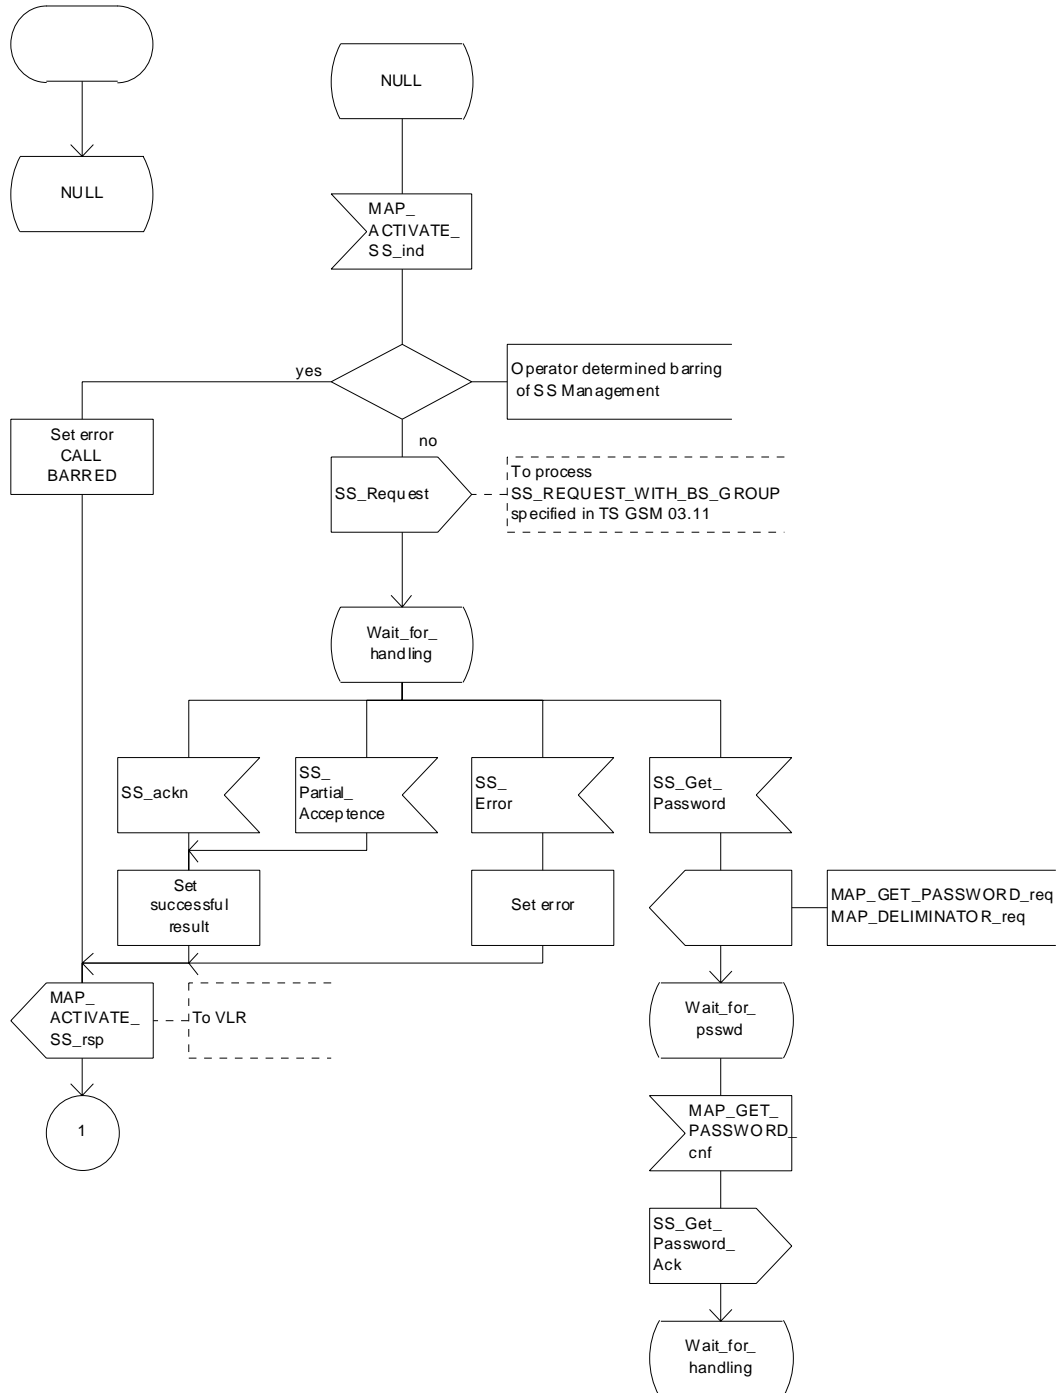 NULL
NULL
MAP_
ACTIVATE_
SS_ind
yes
Operator determined barring
of SS Management
Set error
CALL
BARRED
no
SS_Request
To process
SS_REQUEST_WITH_BS_GROUP
specified in TS GSM 03.11
Wait_for_
handling
SS_ackn
SS_
Partial_
Acceptence
SS_
Error
SS_Get_
Password
Set
successful
result
Set error
MAP_GET_PASSWORD_req
MAP_DELIMINATOR_req
MAP_
ACTIVATE_
SS_rsp
To VLR
Wait_for_
psswd
1
MAP_GET_
PASSWORD_
cnf
SS_Get_
Password_
Ack
Wait_for_
handling